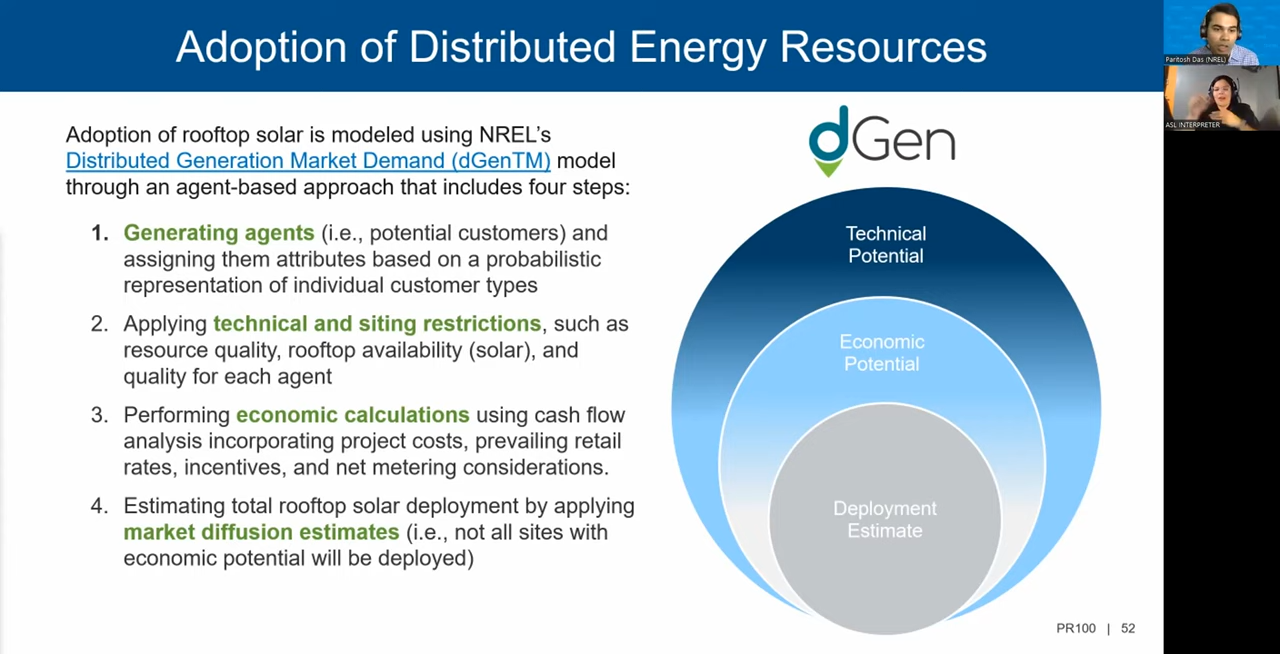 Adoption of Distributed Energy Resources
Adoption of rooftop solar is modeled using NREL's
Distributed Generation Market Demand (dGenTM) model
through an agent-based approach that includes four steps:
1. Generating agents (i.e., potential customers) and
assigning them attributes based on a probabilistic
representation of individual customer types
2. Applying technical and siting restrictions, such as
resource quality, rooftop availability (solar), and
quality for each agent
3. Performing economic calculations using cash flow
analysis incorporating project costs, prevailing retail
rates, incentives, and net metering considerations.
4. Estimating total rooftop solar deployment by applying
market diffusion estimates (i.e., not all sites with
economic potential will be deployed)
dGen
Technical
Potential
Economic
Potential
Deployment
Estimate
PR100 | 52
Paritosh Das (NREL)
ASL INTERPRETER